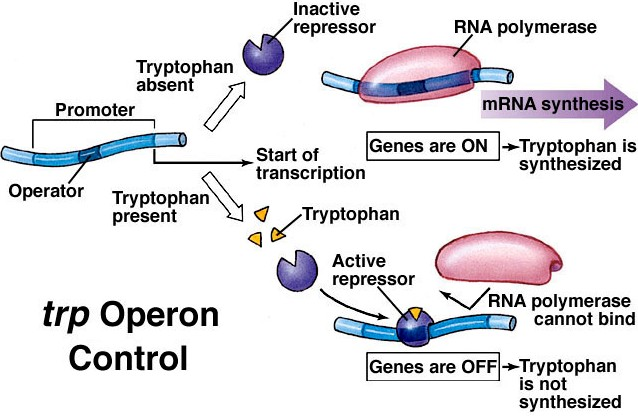 Inactive
repressor
RNA polymerase
Tryptophan
absent
mRNA synthesis
Promoter
Genes are ON
Tryptophan is
synthesized
Start of
transcription
Operator
Tryptophan
present
Tryptophan
Active
repressor
RNA polymerase
cannot bind
trp Operon
Control
Genes are OFF
Tryptophan
is not
synthesized